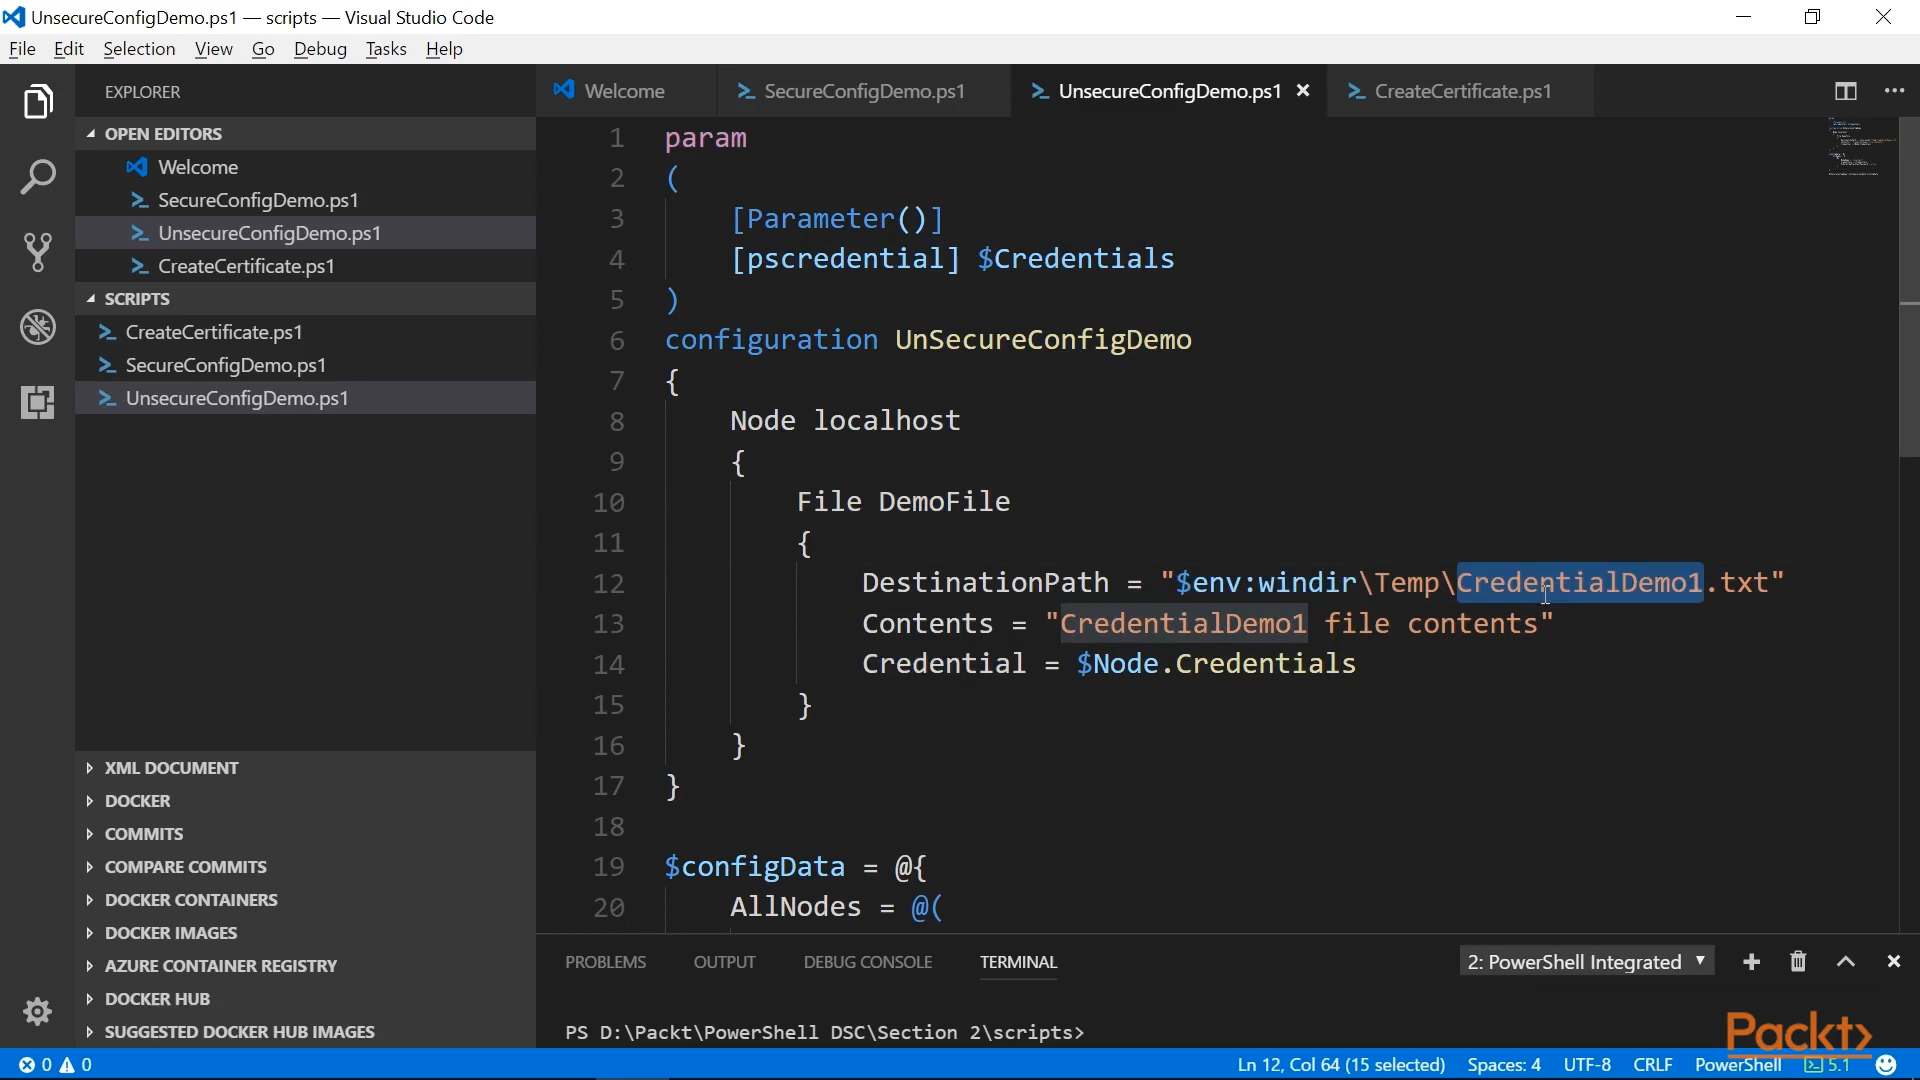 UnsecureConfigDemo.ps1 — scripts — Visual Studio Code
File Edit Selection View Go Debug Tasks Help
EXPLORER
OPEN EDITORS
Welcome
SecureConfigDemo.ps1
UnsecureConfigDemo.ps1
CreateCertificate.ps1
SCRIPTS
CreateCertificate.ps1
SecureConfigDemo.ps1
UnsecureConfigDemo.ps1
XML DOCUMENT
DOCKER
COMMITS
COMPARE COMMITS
DOCKER CONTAINERS
DOCKER IMAGES
AZURE CONTAINER REGISTRY
DOCKER HUB
SUGGESTED DOCKER HUB IMAGES
Welcome SecureConfigDemo.ps1 UnsecureConfigDemo.ps1 CreateCertificate.ps1
1 param
2 (
3 [Parameter()]
4 [pscredential] $Credentials
5 )
6 configuration UnSecureConfigDemo
7 {
8 Node localhost
9 {
10 File DemoFile
11 {
12 DestinationPath = "$env:windir\Temp\CredentialDemo1.txt"
13 Contents = "CredentialDemo1 file contents"
14 Credential = $Node.Credentials
15 }
16 }
17 }
18
19 $configData = @{
20 AllNodes = @(
PROBLEMS OUTPUT DEBUG CONSOLE TERMINAL 2: PowerShell Integrated
PS D:\Packt\PowerShell DSC\Section 2\scripts>
Packt>
0 0 Ln 12, Col 64 (15 selected) Spaces: 4 UTF-8 CRLF PowerShell 5.1